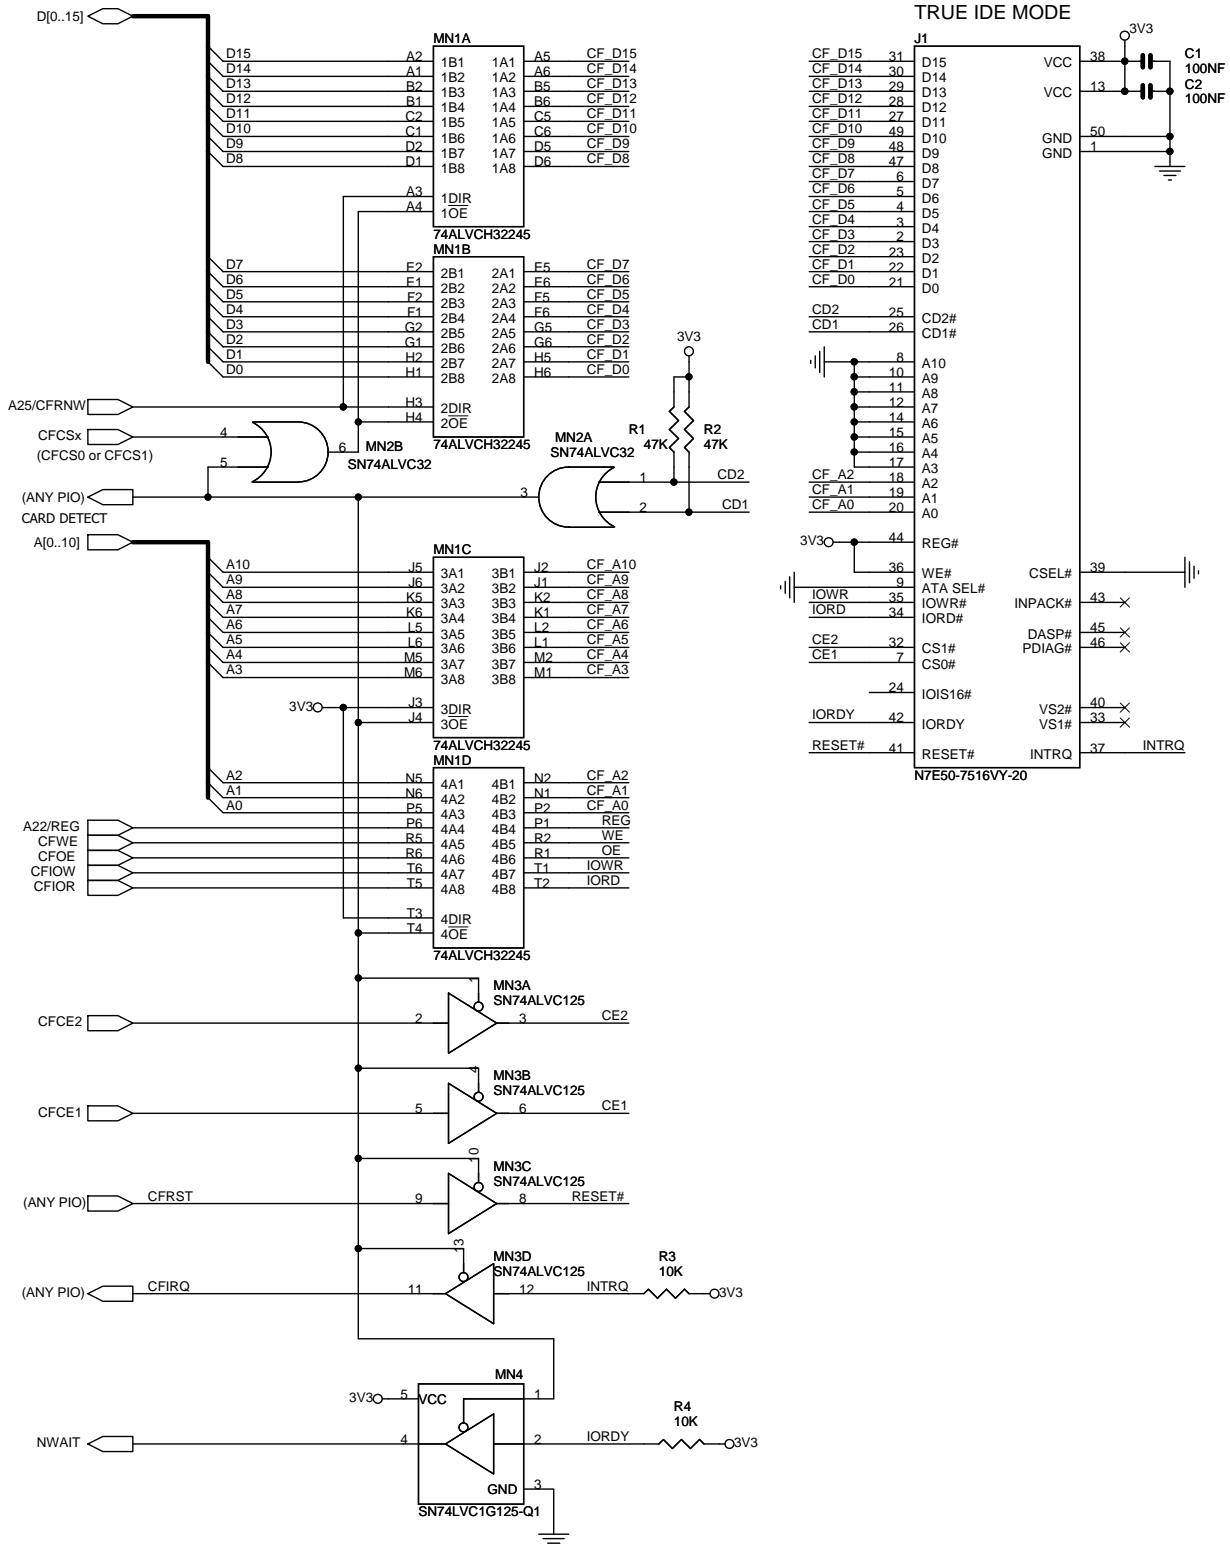 TRUE IDE MODE
D[0..15]
MN1A
D15 A2 1B1 1A1 A5 CF_D15
D14 A1 1B2 1A2 A6 CF_D14
D13 B2 1B3 1A3 B5 CF_D13
D12 B1 1B4 1A4 B6 CF_D12
D11 C2 1B5 1A5 C5 CF_D11
D10 C1 1B6 1A6 C6 CF_D10
D9 D2 1B7 1A7 D5 CF_D9
D8 D1 1B8 1A8 D6 CF_D8
A3 1DIR
A4 1OE
74ALVCH32245
MN1B
D7 E2 2B1 2A1 E5 CF_D7
D6 E1 2B2 2A2 E6 CF_D6
D5 F2 2B3 2A3 F5 CF_D5
D4 F1 2B4 2A4 F6 CF_D4
D3 G2 2B5 2A5 G5 CF_D3
D2 G1 2B6 2A6 G6 CF_D2
D1 H2 2B7 2A7 H5 CF_D1
D0 H1 2B8 2A8 H6 CF_D0
A25/CFRNW H3 2DIR
H4 2OE
74ALVCH32245
CFCSx
(CFCS0 or CFCS1)
4
5
6
MN2B
SN74ALVC32
3V3
R1
47K
R2
47K
MN2A
SN74ALVC32
1 CD2
2 CD1
3
(ANY PIO)
CARD DETECT
A[0..10]
MN1C
A10 J5 3A1 3B1 J2 CF_A10
A9 J6 3A2 3B2 J1 CF_A9
A8 K5 3A3 3B3 K2 CF_A8
A7 K6 3A4 3B4 K1 CF_A7
A6 L5 3A5 3B5 L2 CF_A6
A5 L6 3A6 3B6 L1 CF_A5
A4 M5 3A7 3B7 M2 CF_A4
A3 M6 3A8 3B8 M1 CF_A3
3V3 J3 3DIR
J4 3OE
74ALVCH32245
MN1D
A2 N5 4A1 4B1 N2 CF_A2
A1 N6 4A2 4B2 N1 CF_A1
A0 P5 4A3 4B3 P2 CF_A0
A22/REG P6 4A4 4B4 P1 REG
CFWE R5 4A5 4B5 R2 WE
CFOE R6 4A6 4B6 R1 OE
CFIOW T6 4A7 4B7 T1 IOWR
CFIOR T5 4A8 4B8 T2 IORD
T3 4DIR
T4 4OE
74ALVCH32245
1
MN3A
SN74ALVC125
CFCE2 2 3 CE2
4
MN3B
SN74ALVC125
CFCE1 5 6 CE1
10
MN3C
SN74ALVC125
(ANY PIO) CFRST 9 8 RESET#
13
MN3D
SN74ALVC125
R3
10K
(ANY PIO) CFIRQ 11 12 INTRQ 3V3
MN4
3V3 5 VCC 1
R4
10K
NWAIT 4 2 IORDY 3V3
GND 3
SN74LVC1G125-Q1
J1
CF_D15 31 D15
CF_D14 30 D14
CF_D13 29 D13
CF_D12 28 D12
CF_D11 27 D11
CF_D10 49 D10
CF_D9 48 D9
CF_D8 47 D8
CF_D7 6 D7
CF_D6 5 D6
CF_D5 4 D5
CF_D4 3 D4
CF_D3 2 D3
CF_D2 23 D2
CF_D1 22 D1
CF_D0 21 D0
CD2 25 CD2#
CD1 26 CD1#
8 A10
10 A9
11 A8
12 A7
14 A6
15 A5
16 A4
17 A3
CF_A2 18 A2
CF_A1 19 A1
CF_A0 20 A0
3V3 44 REG#
36 WE#
9 ATA SEL#
IOWR 35 IOWR#
IORD 34 IORD#
CE2 32 CS1#
CE1 7 CS0#
24 IOIS16#
IORDY 42 IORDY
RESET# 41 RESET#
3V3
VCC 38
VCC 13
C1
100NF
C2
100NF
GND 50
GND 1
CSEL# 39
INPACK# 43
DASP# 45
PDIAG# 46
VS2# 40
VS1# 33
INTRQ 37 INTRQ
N7E50-7516VY-20